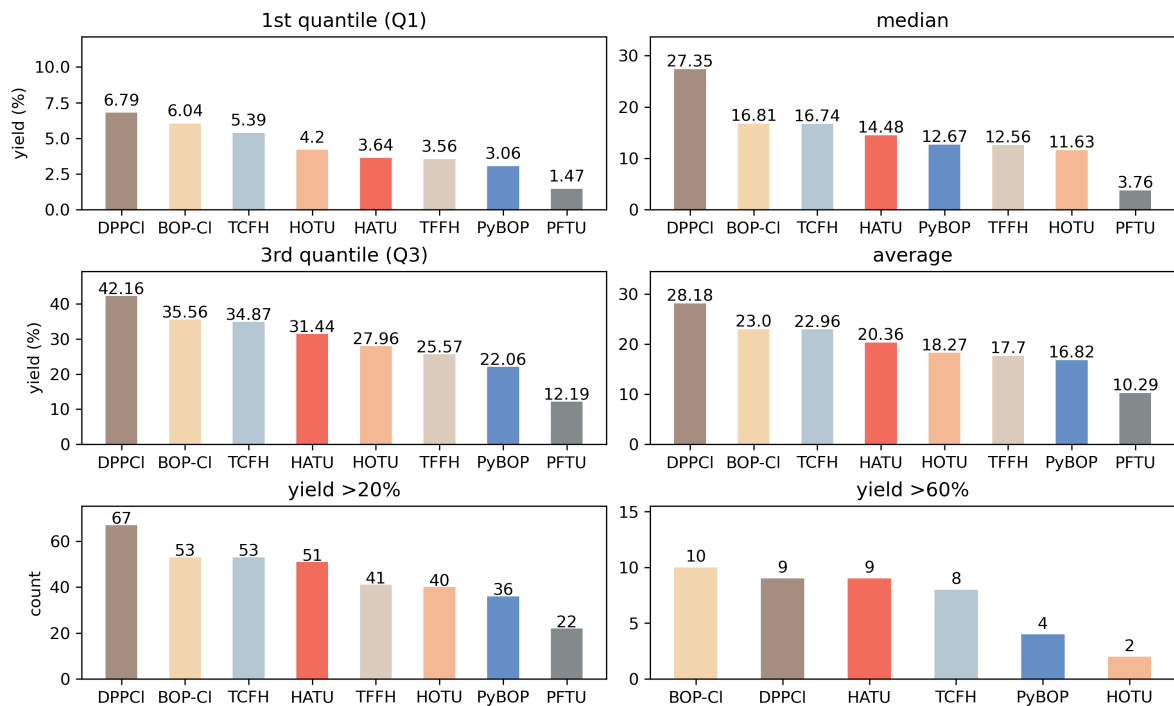 1st quantile (Q1)
yield (%)
10.0
7.5
5.0
2.5
0.0
6.79
6.04
5.39
4.2
3.64
3.56
3.06
1.47
DPPCl
BOP-Cl
TCFH
HOTU
HATU
TFFH
PyBOP
PFTU
median
30
20
10
0
27.35
16.81
16.74
14.48
12.67
12.56
11.63
3.76
DPPCl
BOP-Cl
TCFH
HATU
PyBOP
TFFH
HOTU
PFTU
3rd quantile (Q3)
yield (%)
40
30
20
10
0
42.16
35.56
34.87
31.44
27.96
25.57
22.06
12.19
DPPCl
BOP-Cl
TCFH
HATU
HOTU
TFFH
PyBOP
PFTU
average
30
20
10
0
28.18
23.0
22.96
20.36
18.27
17.7
16.82
10.29
DPPCl
BOP-Cl
TCFH
HATU
HOTU
TFFH
PyBOP
PFTU
yield >20%
count
60
40
20
0
67
53
53
51
41
40
36
22
DPPCl
BOP-Cl
TCFH
HATU
TFFH
HOTU
PyBOP
PFTU
yield >60%
15
10
5
0
10
9
9
8
4
2
BOP-Cl
DPPCl
HATU
TCFH
PyBOP
HOTU